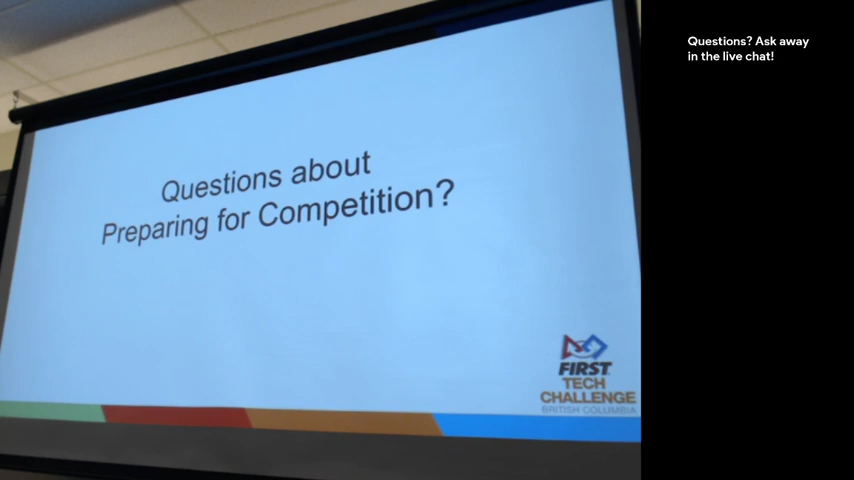 Questions about
Preparing for Competition?
FIRST
TECH
CHALLENGE
BRITISH COLUMBIA
Questions? Ask away
in the live chat!